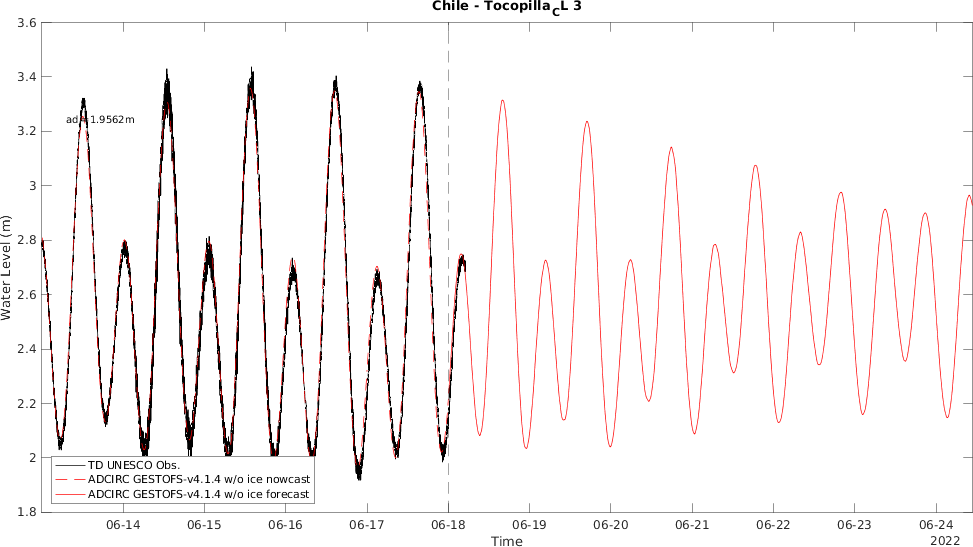 Chile - Tocopilla_CL 3
3.6
3.4
3.2
3
2.8
2.6
2.4
2.2
2
1.8
Water Level (m)
adj=1.9562m
TD UNESCO Obs.
ADCIRC GESTOFS-v4.1.4 w/o ice nowcast
ADCIRC GESTOFS-v4.1.4 w/o ice forecast
06-14 06-15 06-16 06-17 06-18 06-19 06-20 06-21 06-22 06-23 06-24
Time
2022